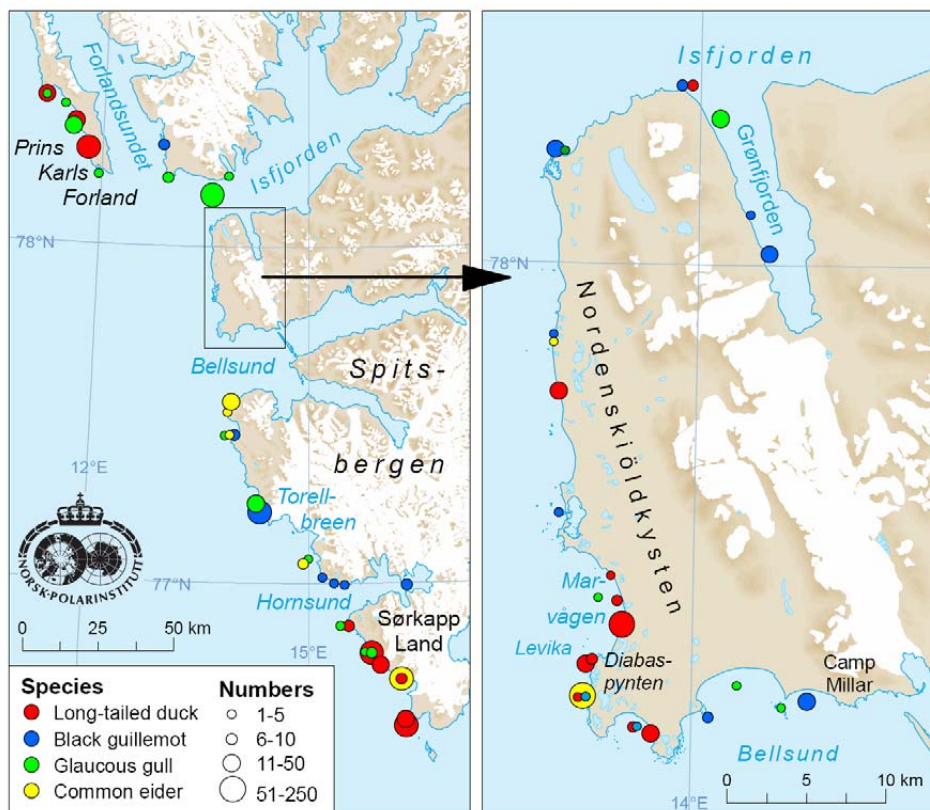 Forlandsundet
Isfjorden
Prins
Karls
Forland
78°N
Bellsund
Spits-
bergen
12°E
Torell-
breen
NORSK-POLARINSTITUTT
77°N
Hornsund
Sørkapp
Land
15°E
0 25 50 km
Species
Long-tailed duck
Black guillemot
Glaucous gull
Common eider
Numbers
1-5
6-10
11-50
51-250
Isfjorden
Grønfjorden
78°N
Nordenskiöldkysten
Mar-
vågen
Levika
Diabas-
pynten
Camp
Millar
Bellsund
0 5 10 km
14°E